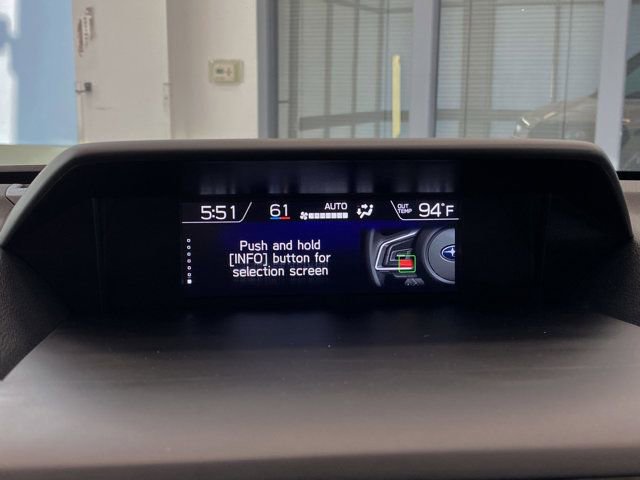 5:51 61 AUTO OUT TEMP 94°F
Push and hold
[INFO] button for
selection screen